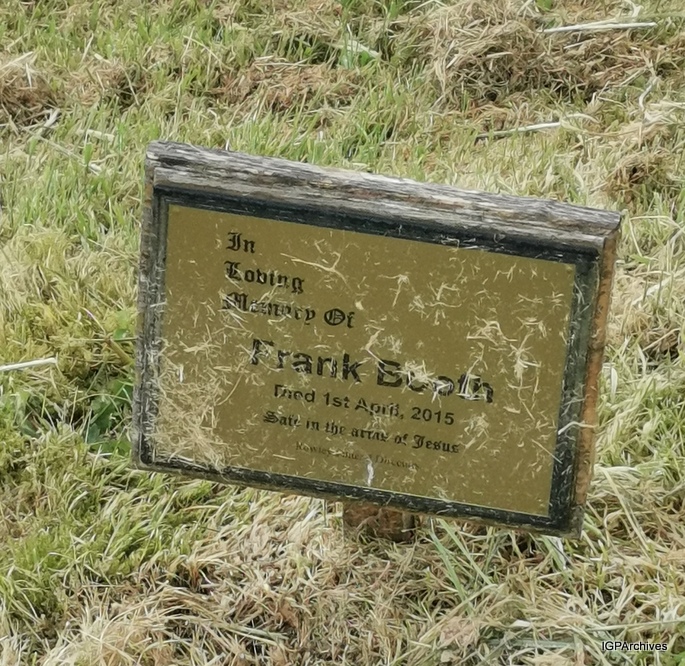 In
Loving
Memory Of
Frank Booth
Died 1st April, 2015
Safe in the arms of Jesus
IGPArchives